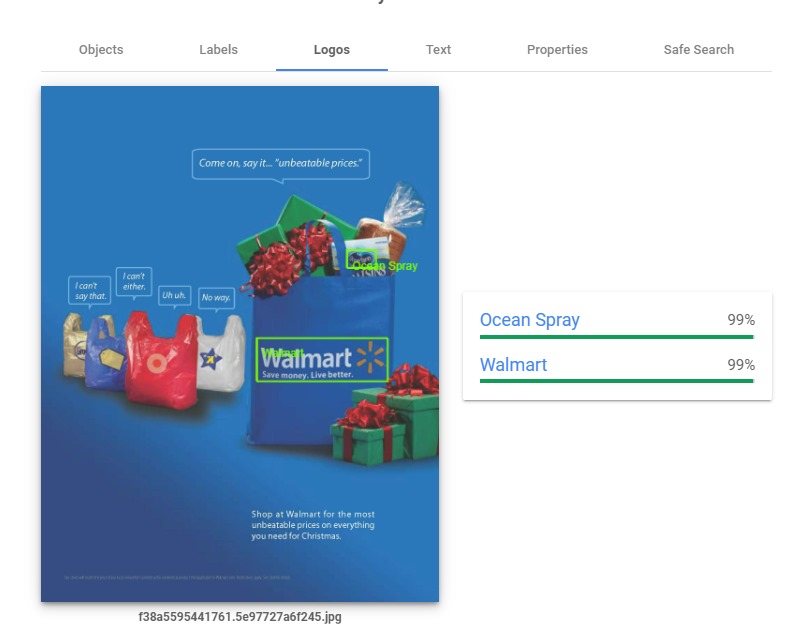 Objects
Labels
Logos
Text
Properties
Safe Search
Come on, say it... “unbeatable prices.”
I can't
say that.
I can't
either.
Uh uh.
No way.
Ocean Spray
Walmart
Walmart
Save money. Live better.
Shop at Walmart for the most
unbeatable prices on everything
you need for Christmas.
Ocean Spray 99%
Walmart 99%
f38a5595441761.5e97727a6f245.jpg